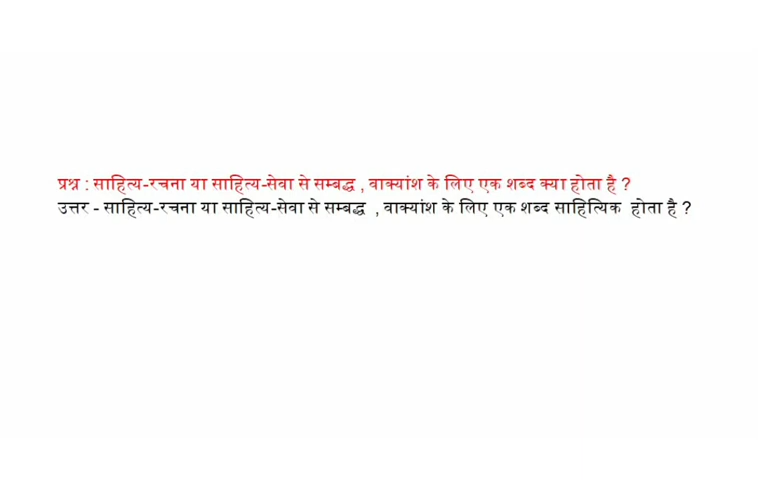 प्रश्न : साहित्य-रचना या साहित्य-सेवा से सम्बद्ध , वाक्यांश के लिए एक शब्द क्या होता है ?
उत्तर - साहित्य-रचना या साहित्य-सेवा से सम्बद्ध , वाक्यांश के लिए एक शब्द साहित्यिक होता है ?